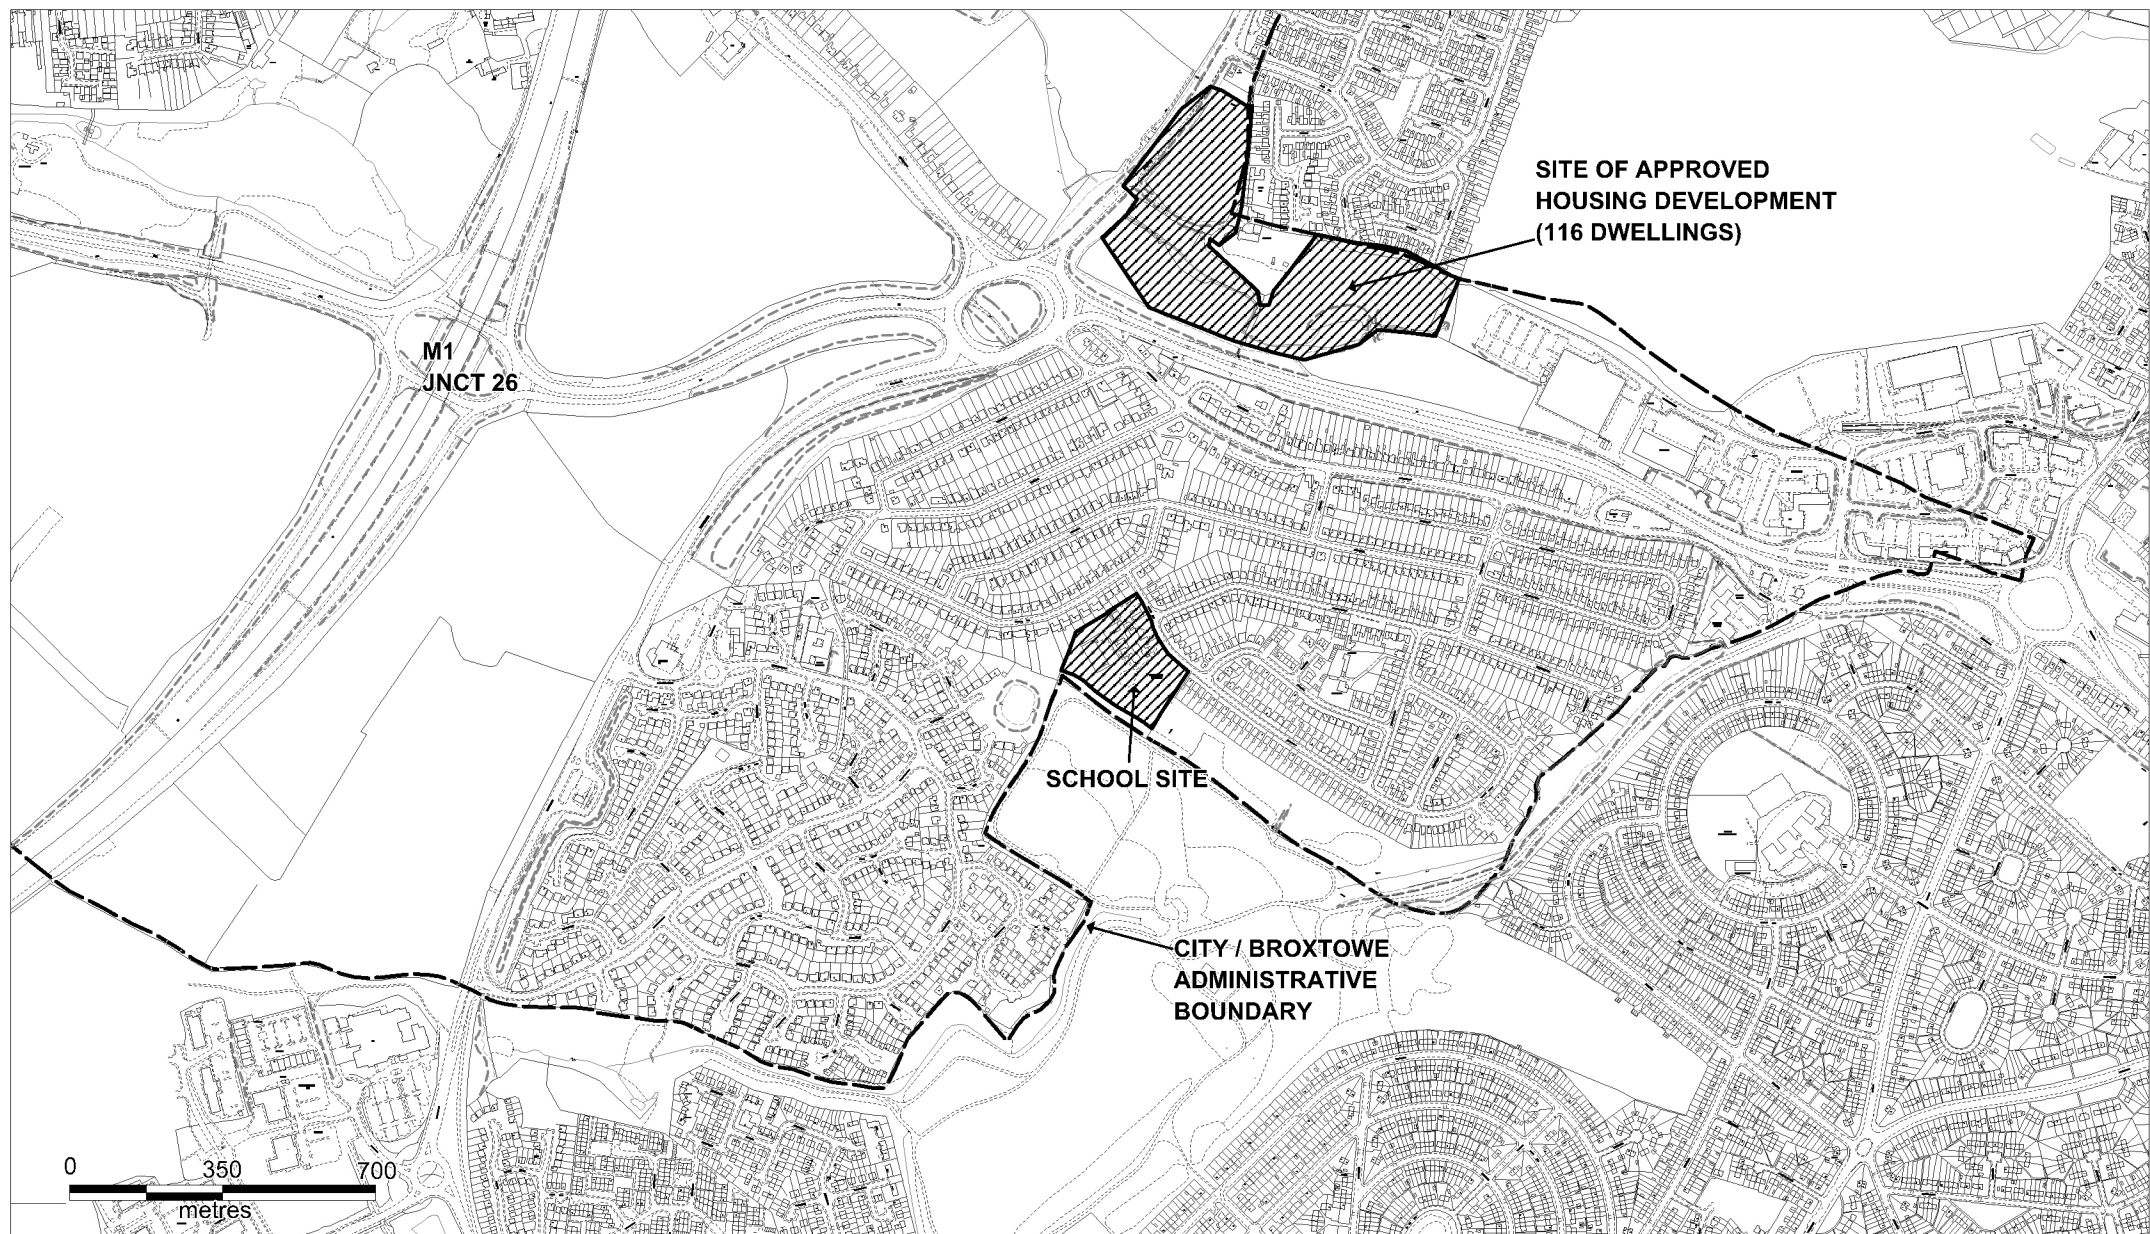 SITE OF APPROVED
HOUSING DEVELOPMENT
(116 DWELLINGS)
M1
JNCT 26
SCHOOL SITE
CITY / BROXTOWE
ADMINISTRATIVE
BOUNDARY
0 350 700
metres